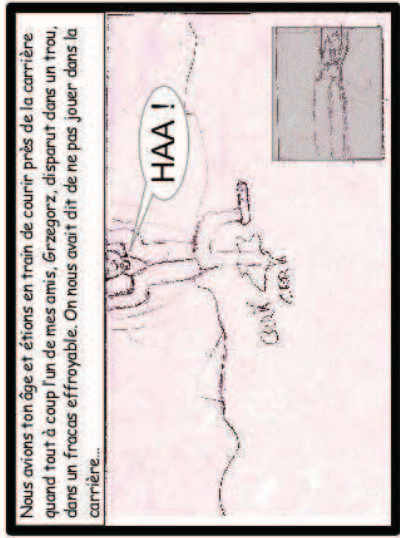 Nous avions ton âge et étions en train de courir près de la carrière
quand tout à coup l'un de mes amis, Grzegorz, disparut dans un trou,
dans un fracas effroyable. On nous avait dit de ne pas jouer dans la
carrière...
HAA !